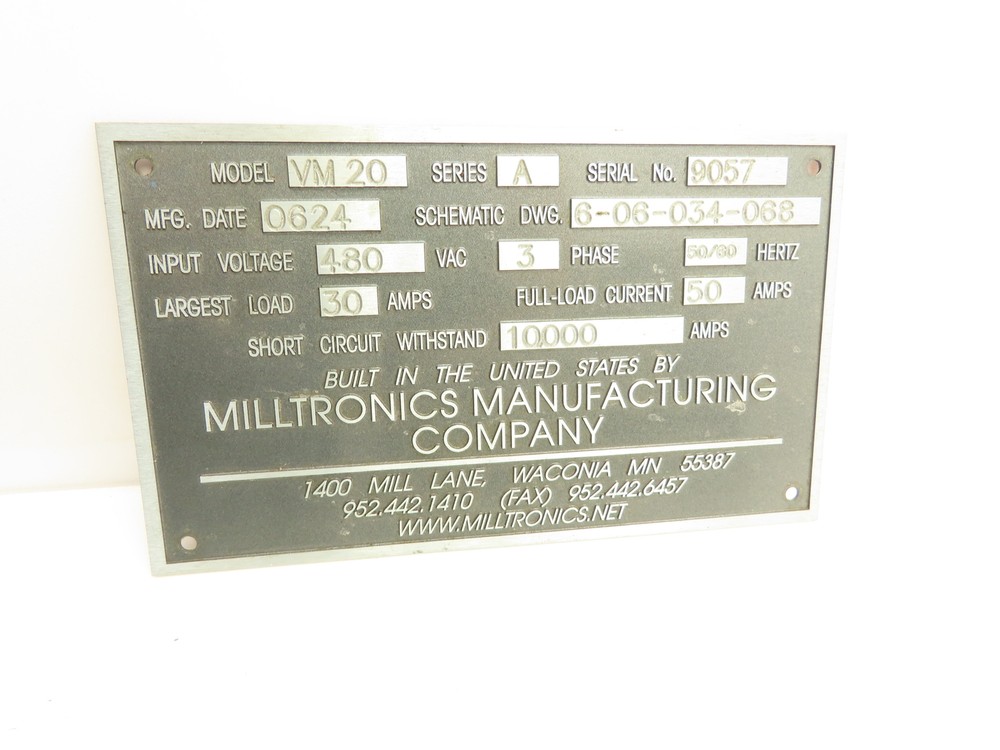 MODEL VM 20 SERIES A SERIAL No. 9057
MFG. DATE 0624 SCHEMATIC DWG. 6-06-034-068
INPUT VOLTAGE 480 VAC 3 PHASE 50/60 HERTZ
LARGEST LOAD 30 AMPS FULL-LOAD CURRENT 50 AMPS
SHORT CIRCUIT WITHSTAND 10,000 AMPS
BUILT IN THE UNITED STATES BY
MILLTRONICS MANUFACTURING
COMPANY
1400 MILL LANE, WACONIA MN 55387
952.442.1410 (FAX) 952.442.6457
WWW.MILLTRONICS.NET